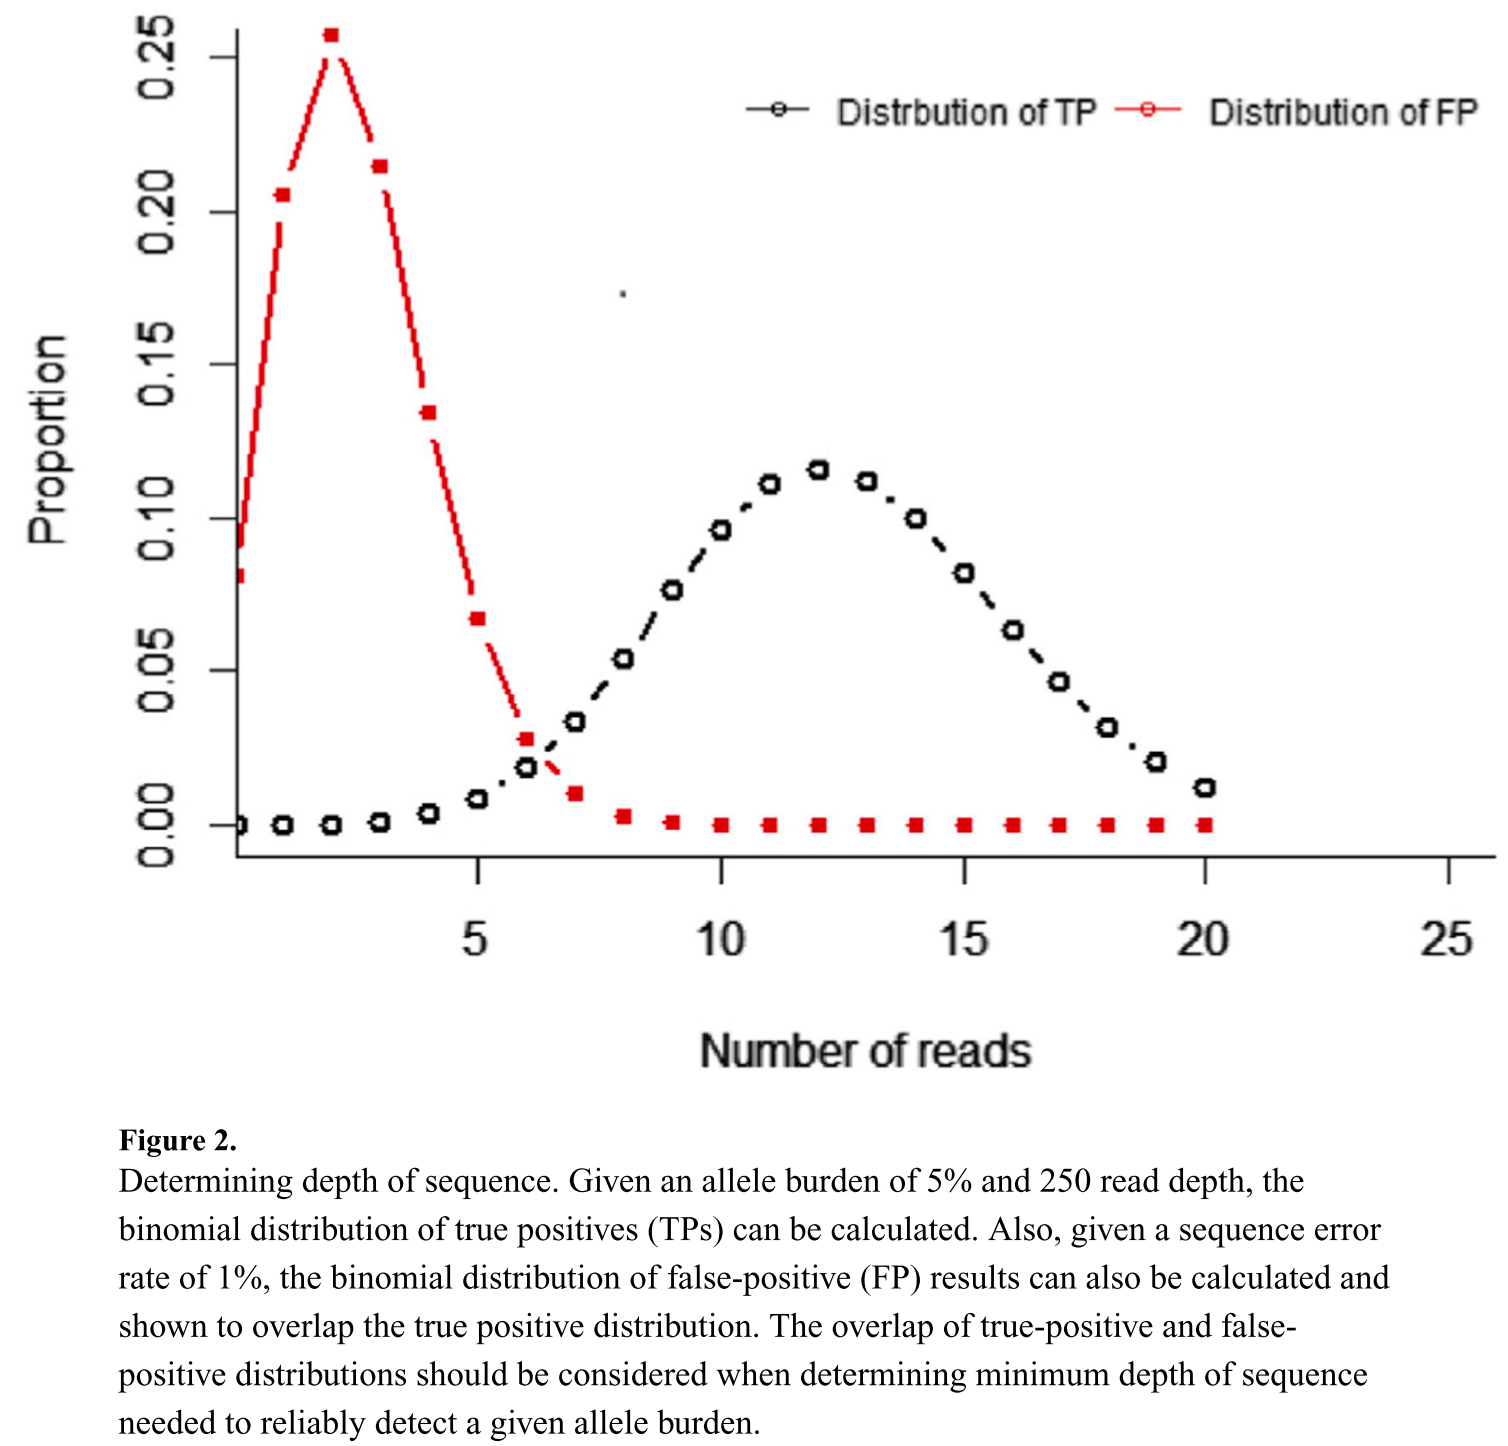 0.25
0.20
0.15
0.10
0.05
0.00
Proportion
Distrbution of TP
Distribution of FP
5 10 15 20 25
Number of reads
Figure 2.
Determining depth of sequence. Given an allele burden of 5% and 250 read depth, the
binomial distribution of true positives (TPs) can be calculated. Also, given a sequence error
rate of 1%, the binomial distribution of false-positive (FP) results can also be calculated and
shown to overlap the true positive distribution. The overlap of true-positive and false-
positive distributions should be considered when determining minimum depth of sequence
needed to reliably detect a given allele burden.